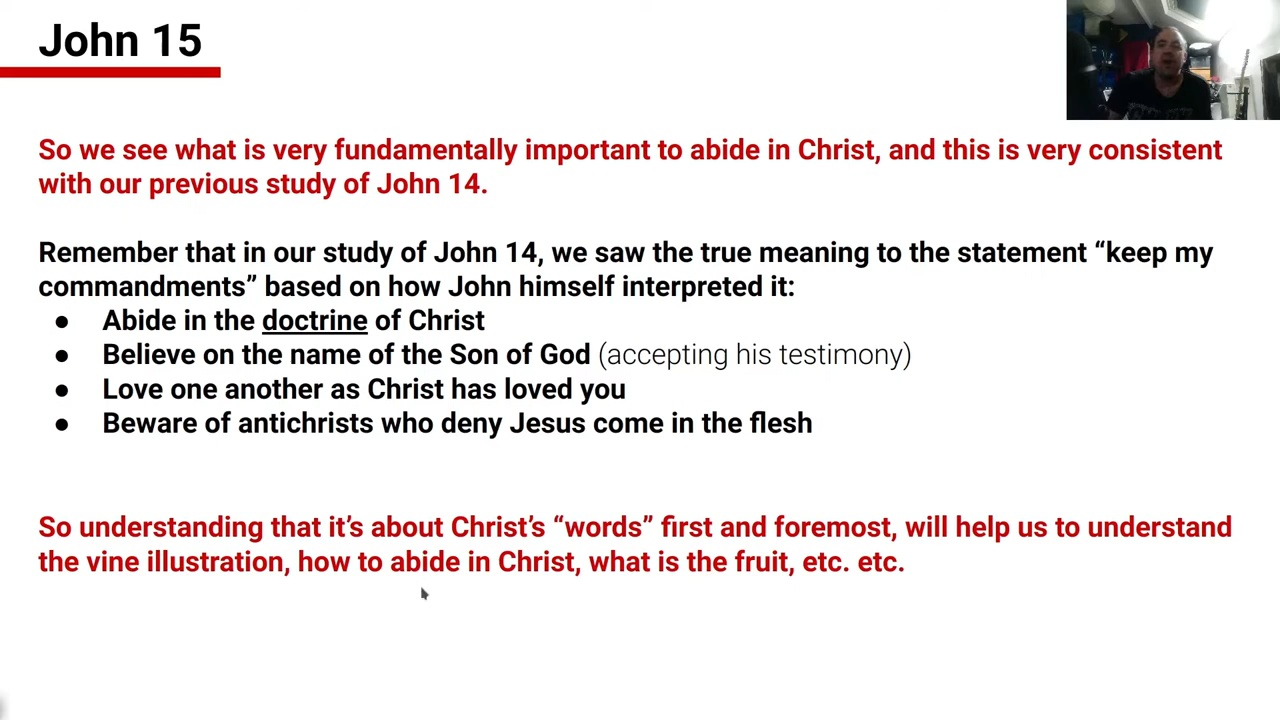 John 15
So we see what is very fundamentally important to abide in Christ, and this is very consistent
with our previous study of John 14.
Remember that in our study of John 14, we saw the true meaning to the statement “keep my
commandments” based on how John himself interpreted it:
● Abide in the doctrine of Christ
● Believe on the name of the Son of God (accepting his testimony)
● Love one another as Christ has loved you
● Beware of antichrists who deny Jesus come in the flesh
So understanding that it’s about Christ’s “words” first and foremost, will help us to understand
the vine illustration, how to abide in Christ, what is the fruit, etc. etc.